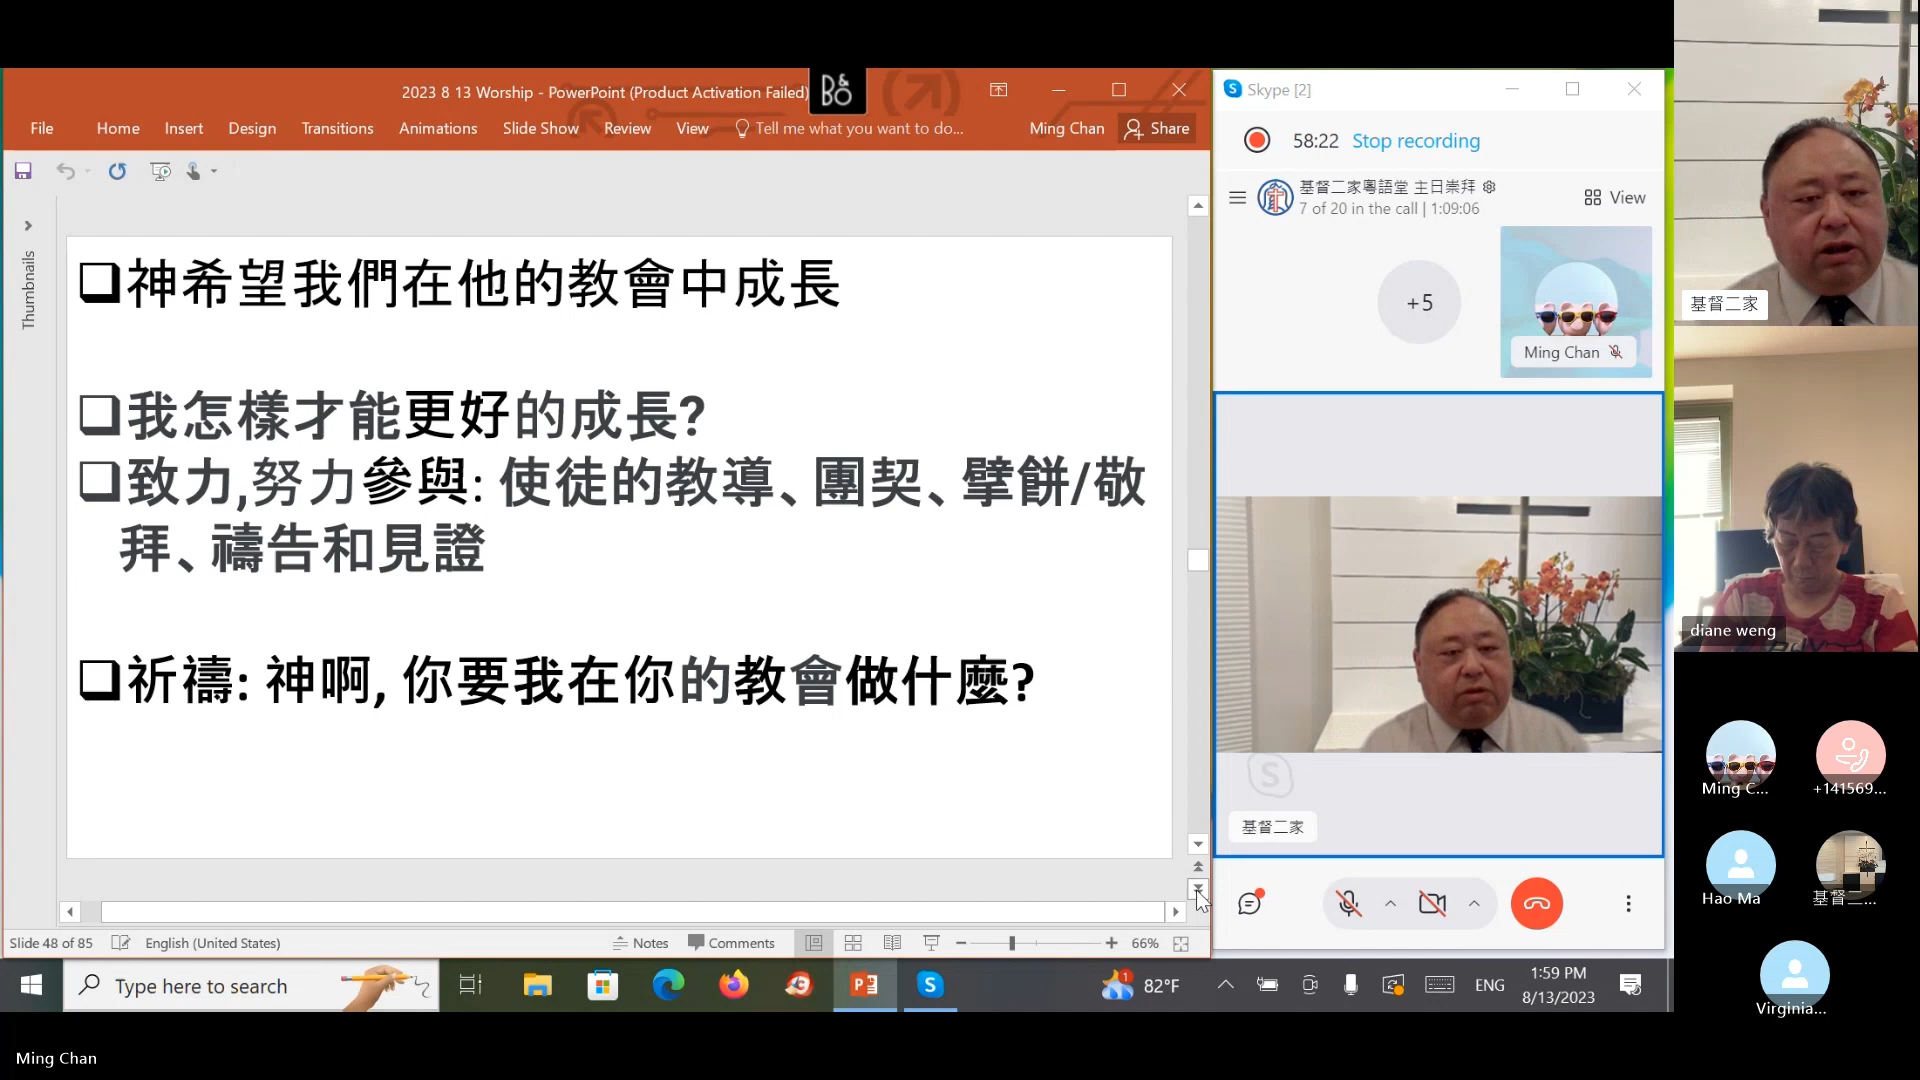 2023 8 13 Worship - PowerPoint (Product Activation Failed)
B&O
File Home Insert Design Transitions Animations Slide Show Review View Tell me what you want to do... Ming Chan Share
Thumbnails
❑神希望我們在他的教會中成長
❑我怎樣才能更好的成長?
❑致力,努力參與: 使徒的教導、團契、擘餅/敬
拜、禱告和見證
❑祈禱: 神啊, 你要我在你的教會做什麼?
Slide 48 of 85 English (United States) Notes Comments 66%
Skype [2]
58:22 Stop recording
基督二家粵語堂 主日崇拜
7 of 20 in the call | 1:09:06
View
+5
Ming Chan
基督二家
Type here to search
1
82°F
ENG
1:59 PM
8/13/2023
基督二家
diane weng
Ming C...
+141569...
Hao Ma
基督二...
Virginia...
Ming Chan